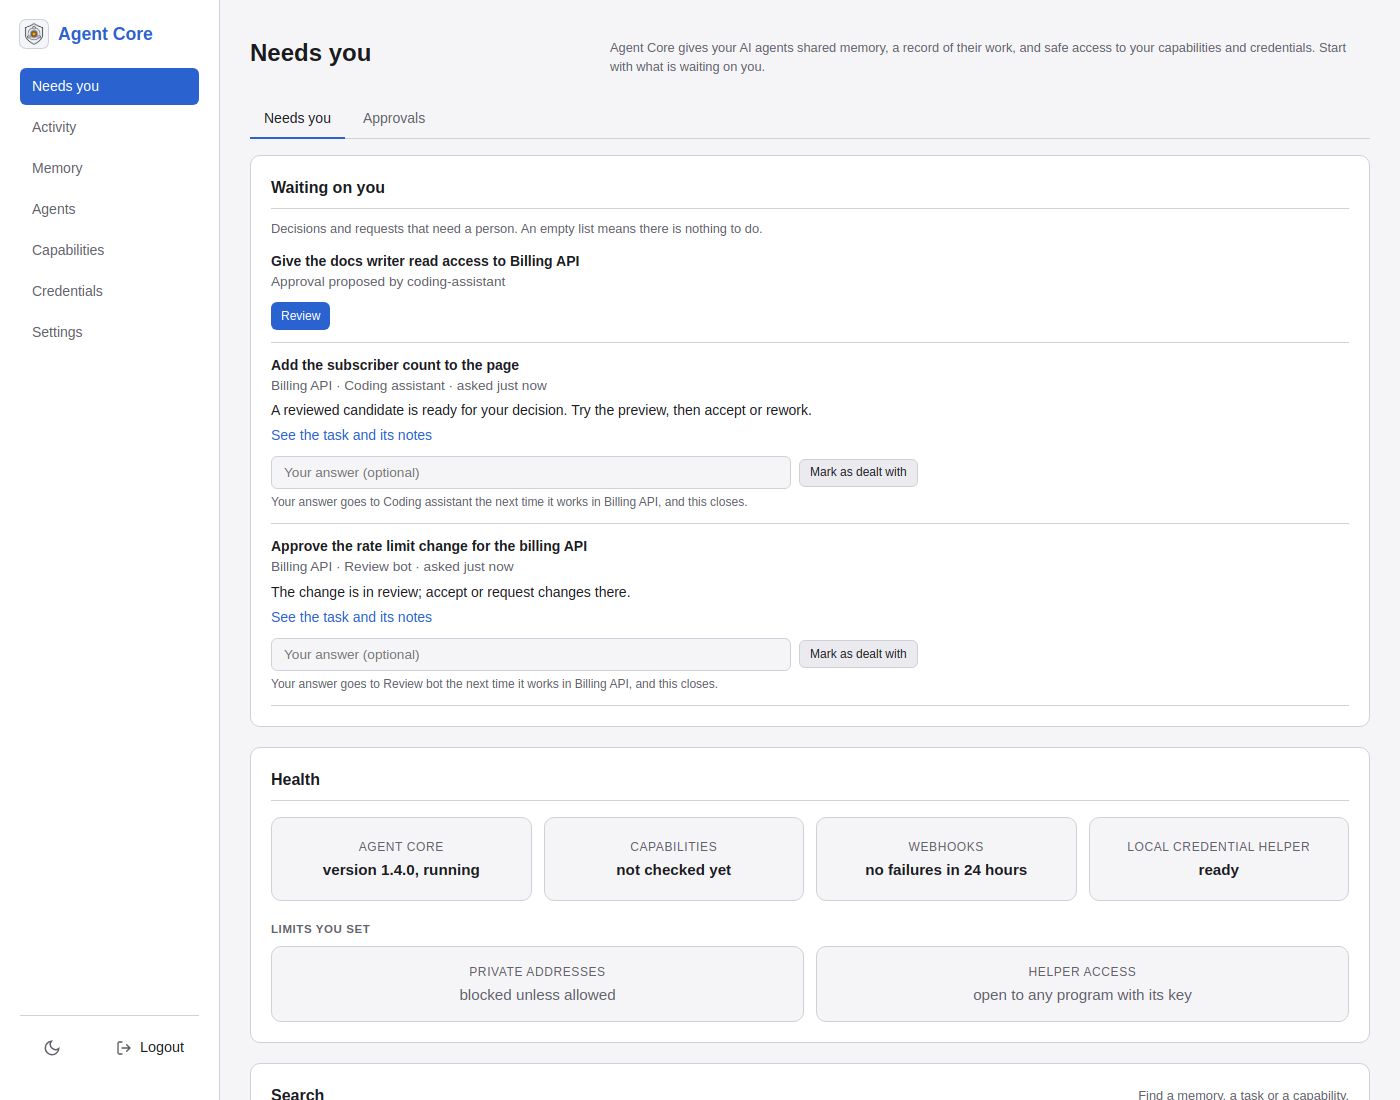 Agent Core
Needs you
Activity
Memory
Agents
Capabilities
Credentials
Settings
Logout
Needs you
Agent Core gives your AI agents shared memory, a record of their work, and safe access to your capabilities and credentials. Start
with what is waiting on you.
Needs you
Approvals
Waiting on you
Decisions and requests that need a person. An empty list means there is nothing to do.
Give the docs writer read access to Billing API
Approval proposed by coding-assistant
Review
Add the subscriber count to the page
Billing API · Coding assistant · asked just now
A reviewed candidate is ready for your decision. Try the preview, then accept or rework.
See the task and its notes
Your answer (optional)
Mark as dealt with
Your answer goes to Coding assistant the next time it works in Billing API, and this closes.
Approve the rate limit change for the billing API
Billing API · Review bot · asked just now
The change is in review; accept or request changes there.
See the task and its notes
Your answer (optional)
Mark as dealt with
Your answer goes to Review bot the next time it works in Billing API, and this closes.
Health
AGENT CORE
version 1.4.0, running
CAPABILITIES
not checked yet
WEBHOOKS
no failures in 24 hours
LOCAL CREDENTIAL HELPER
ready
LIMITS YOU SET
PRIVATE ADDRESSES
blocked unless allowed
HELPER ACCESS
open to any program with its key
Search
Find a memory, a task or a capability.